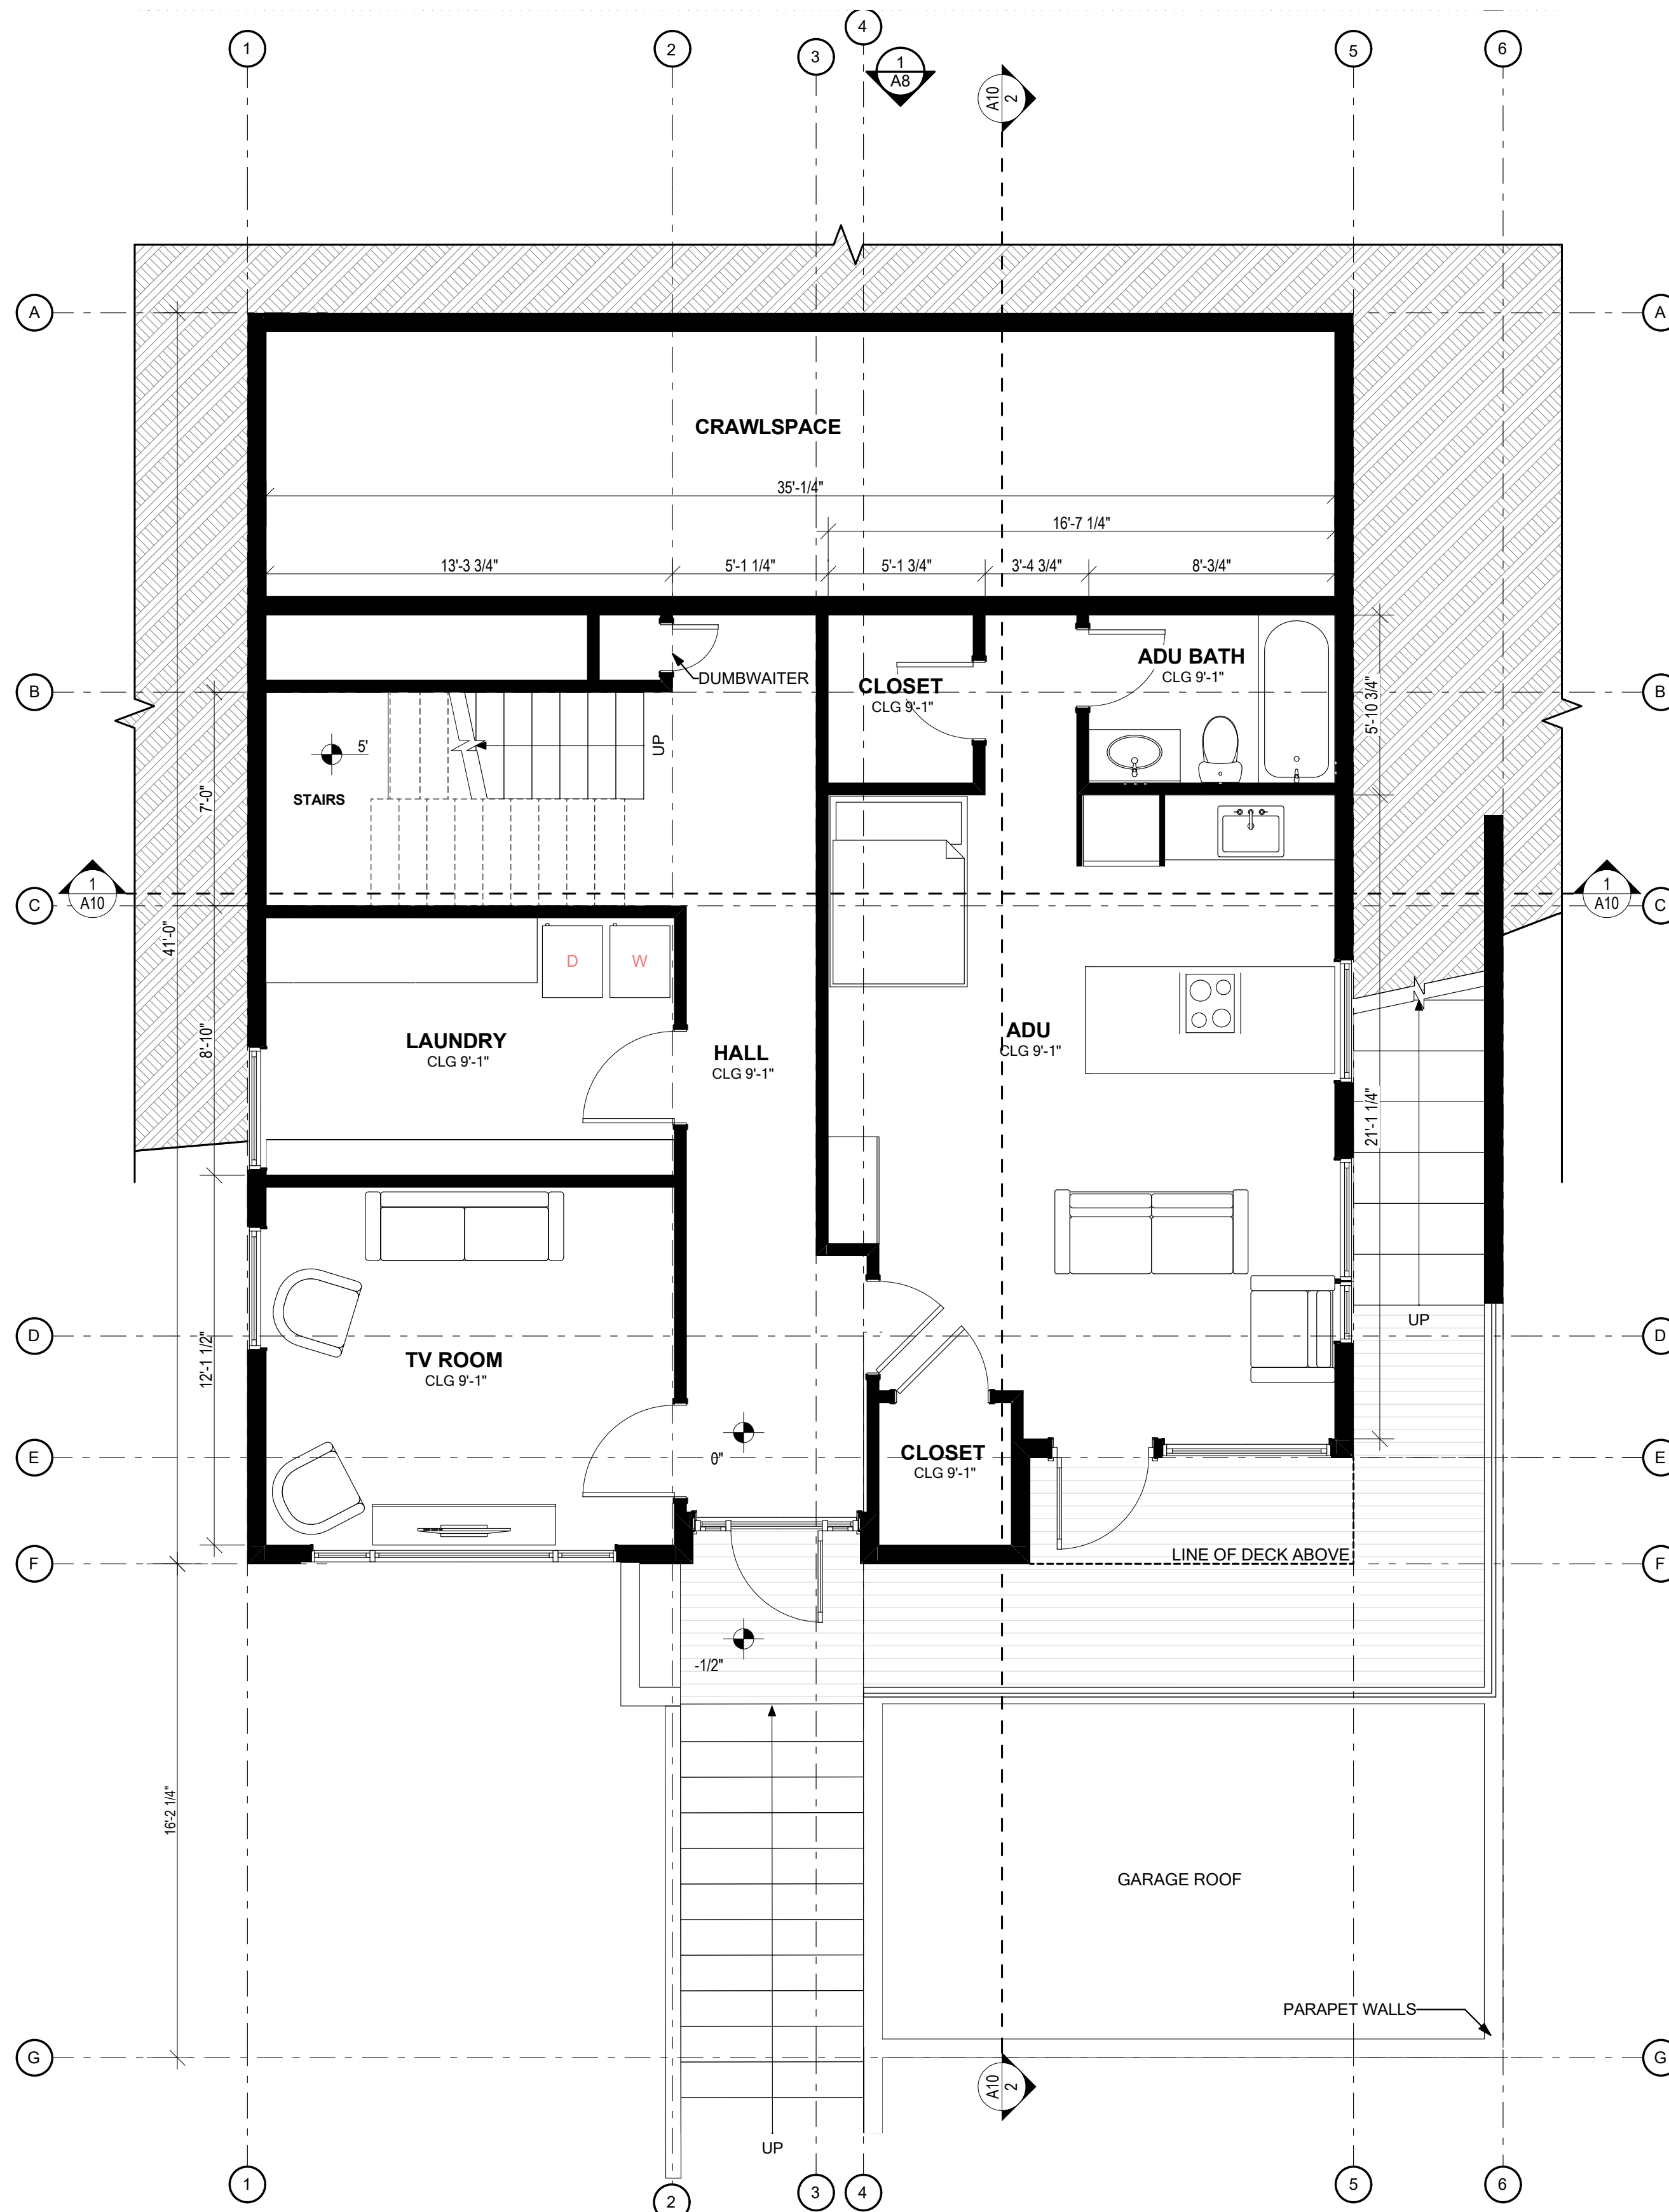 1
2
3
4
5
6
1
A8
A10
2
A
A
CRAWLSPACE
35'-1/4"
16'-7 1/4"
13'-3 3/4"
5'-1 1/4"
5'-1 3/4"
3'-4 3/4"
8'-3/4"
DUMBWAITER
ADU BATH
CLG 9'-1"
CLOSET
CLG 9'-1"
B
B
5'-10 3/4"
5'
UP
STAIRS
7'-0"
1
A10
1
A10
C
C
41'-0"
D
W
LAUNDRY
CLG 9'-1"
HALL
CLG 9'-1"
ADU
CLG 9'-1"
8'-10"
21'-1 1/4"
UP
D
D
TV ROOM
CLG 9'-1"
12'-1 1/2"
0"
E
E
CLOSET
CLG 9'-1"
LINE OF DECK ABOVE
F
F
-1/2"
16'-2 1/4"
GARAGE ROOF
PARAPET WALLS
G
G
A10
2
UP
1
2
3
4
5
6